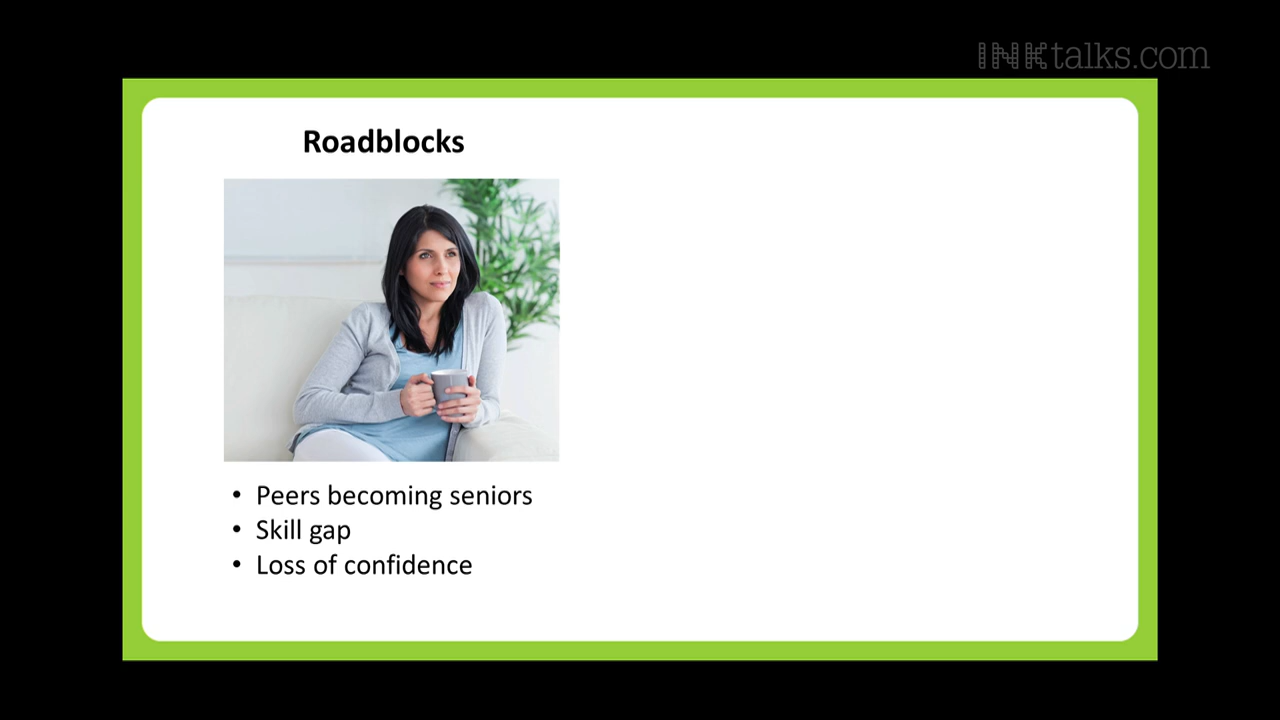 INKtalks.com
Roadblocks
• Peers becoming seniors
• Skill gap
• Loss of confidence